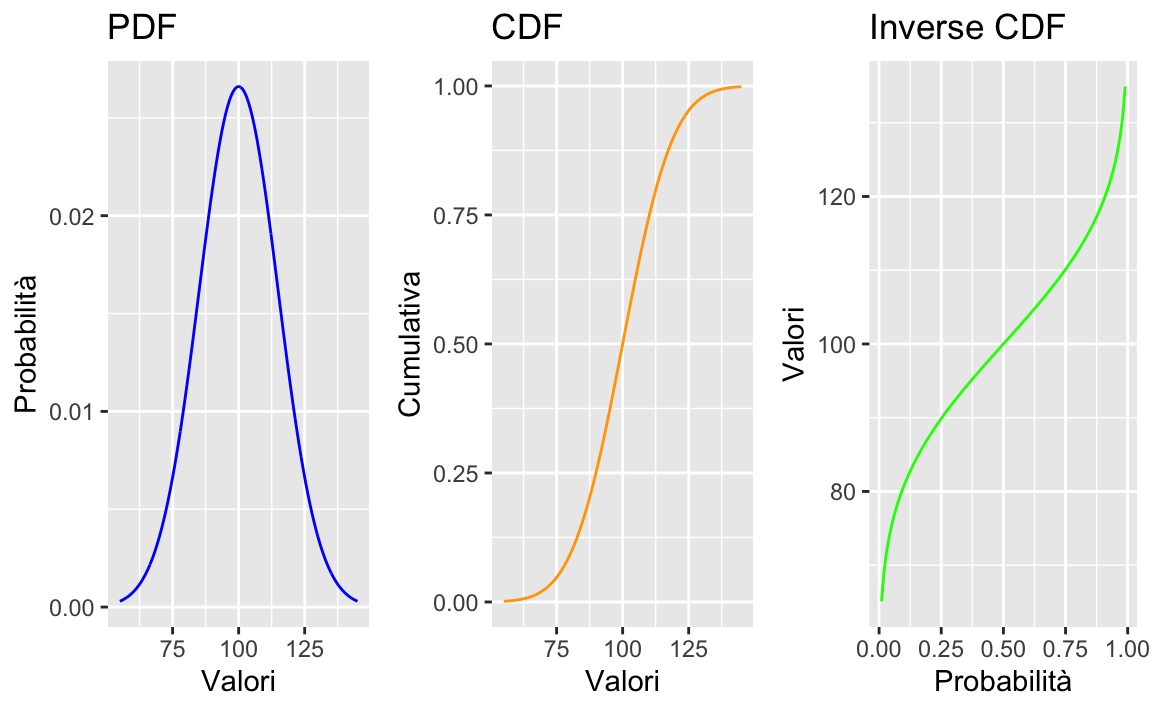 PDF
CDF
Inverse CDF
Probabilità
0.02
0.01
0.00
75 100 125
Valori
Cumulativa
1.00
0.75
0.50
0.25
0.00
75 100 125
Valori
Valori
120
100
80
0.00 0.25 0.50 0.75 1.00
Probabilità